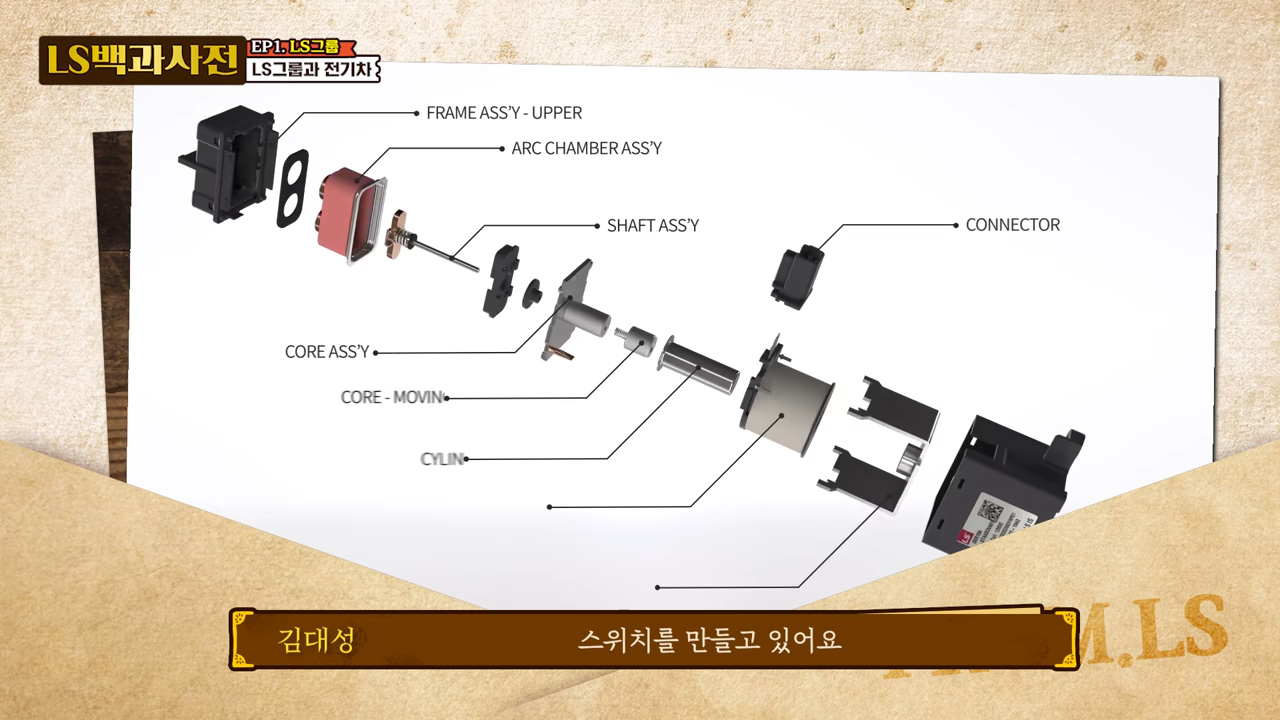 LS백과사전
EP1. LS그룹
LS그룹과 전기차
FRAME ASS'Y - UPPER
ARC CHAMBER ASS'Y
SHAFT ASS'Y
CONNECTOR
CORE ASS'Y
CORE - MOVIN
CYLIN
LS
김대성
스위치를 만들고 있어요
M.LS